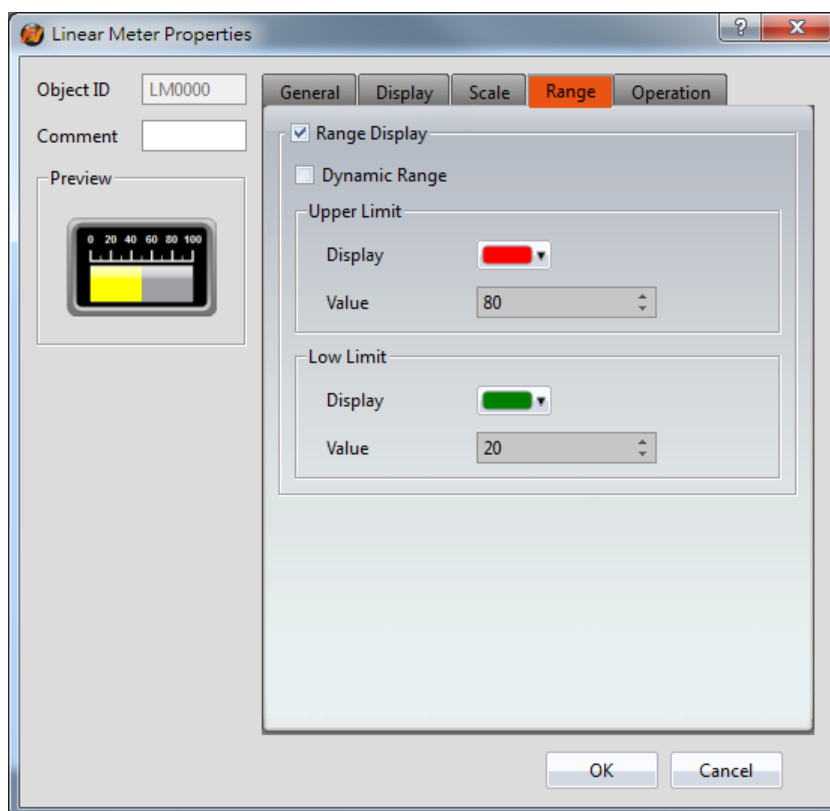 Linear Meter Properties
?
X
Object ID LM0000
Comment
Preview
0 20 40 60 80 100
General Display Scale Range Operation
Range Display
Dynamic Range
Upper Limit
Display
Value 80
Low Limit
Display
Value 20
OK Cancel